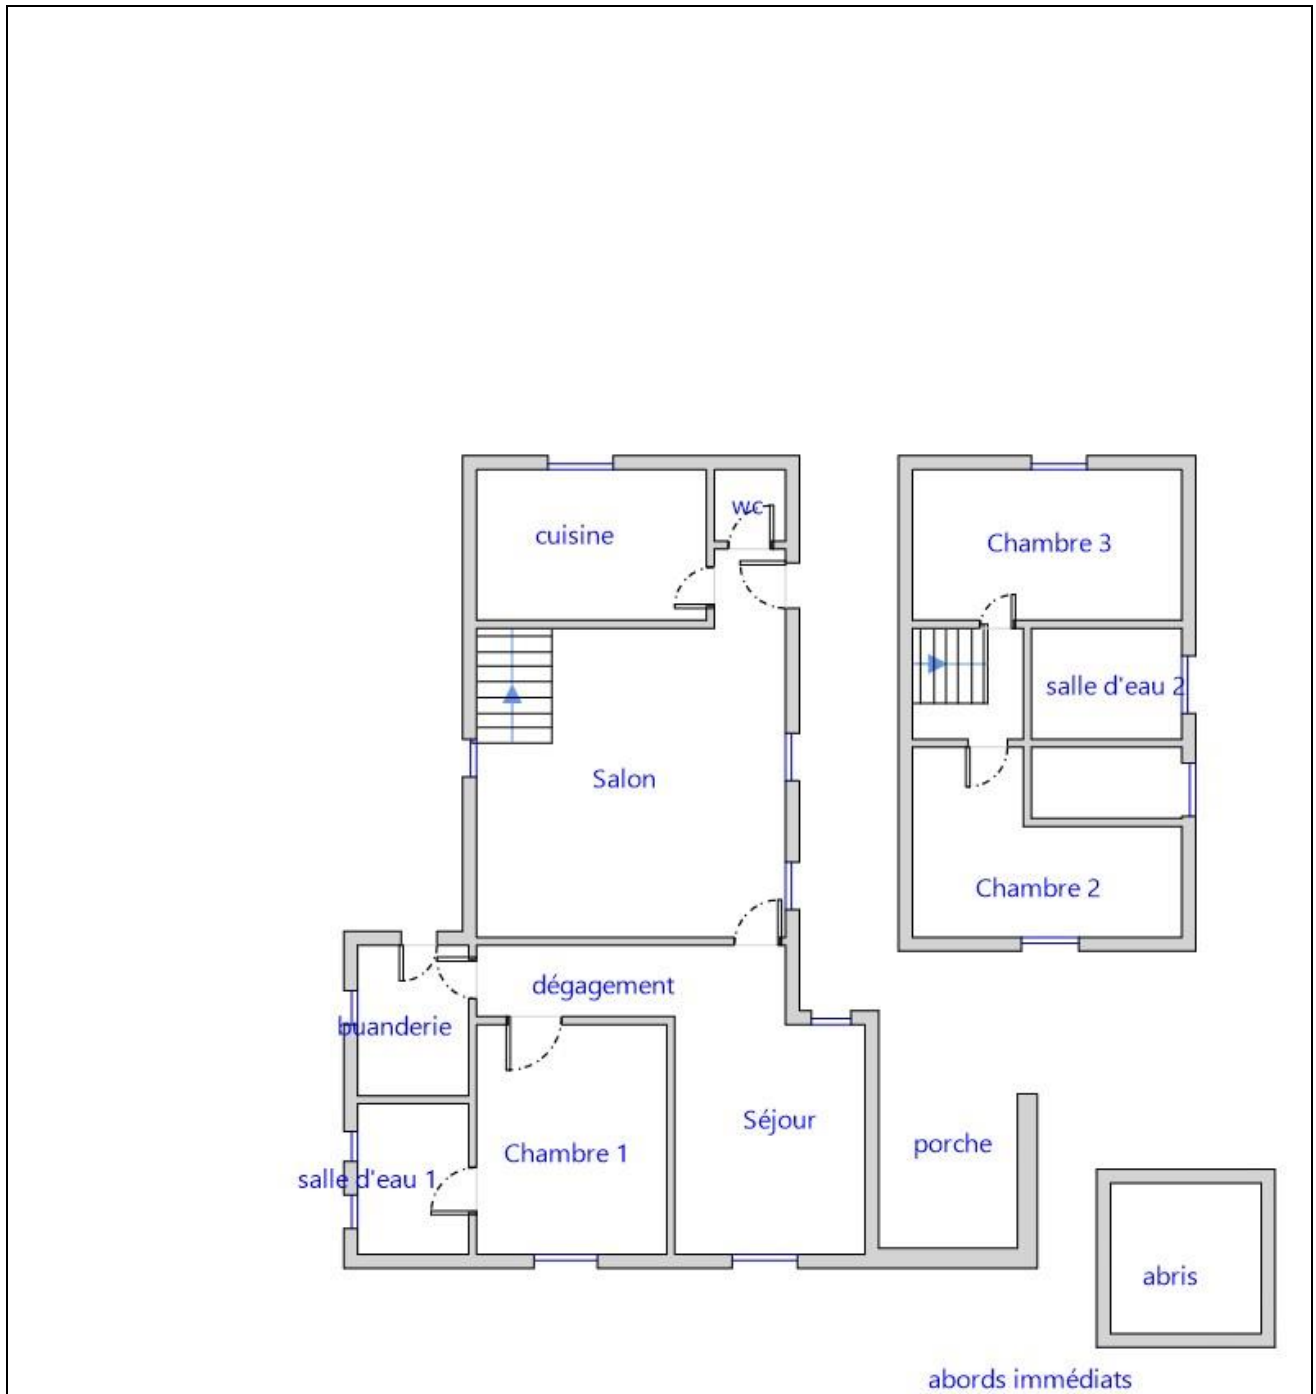 cuisine
wc
Chambre 3
salle d'eau 2
Salon
Chambre 2
dégagement
buanderie
Séjour
porche
Chambre 1
salle d'eau 1
abris
abords immédiats